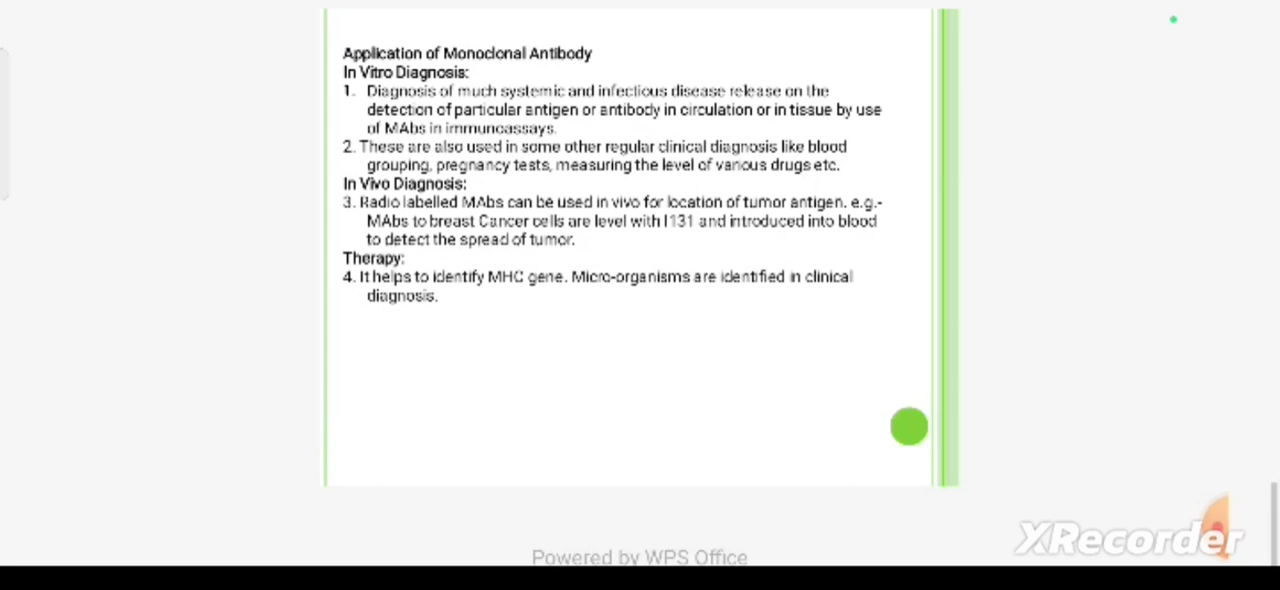 Application of Monoclonal Antibody
In Vitro Diagnosis:
1. Diagnosis of much systemic and infectious disease release on the
detection of particular antigen or antibody in circulation or in tissue by use
of MAbs in immunoassays.
2. These are also used in some other regular clinical diagnosis like blood
grouping, pregnancy tests, measuring the level of various drugs etc.
In Vivo Diagnosis:
3. Radio labelled MAbs can be used in vivo for location of tumor antigen. e.g.-
MAbs to breast Cancer cells are level with I131 and introduced into blood
to detect the spread of tumor.
Therapy:
4. It helps to identify MHC gene. Micro-organisms are identified in clinical
diagnosis.
XRecorder
Powered by WPS Office